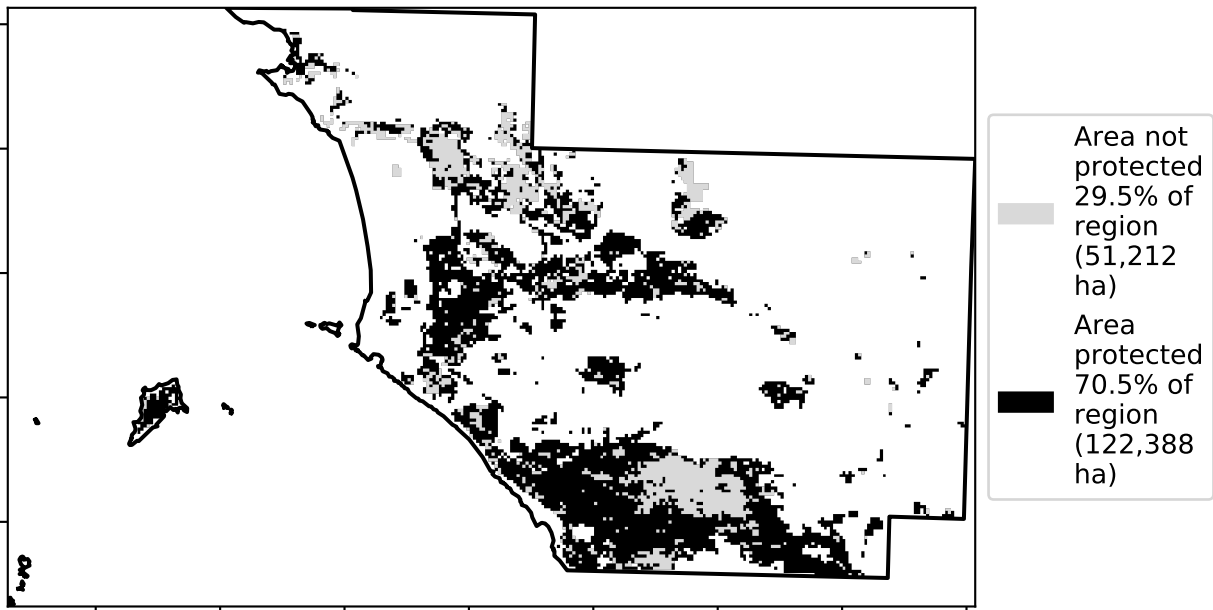 Area not
protected
29.5% of
region
(51,212
ha)
Area
protected
70.5% of
region
(122,388
ha)